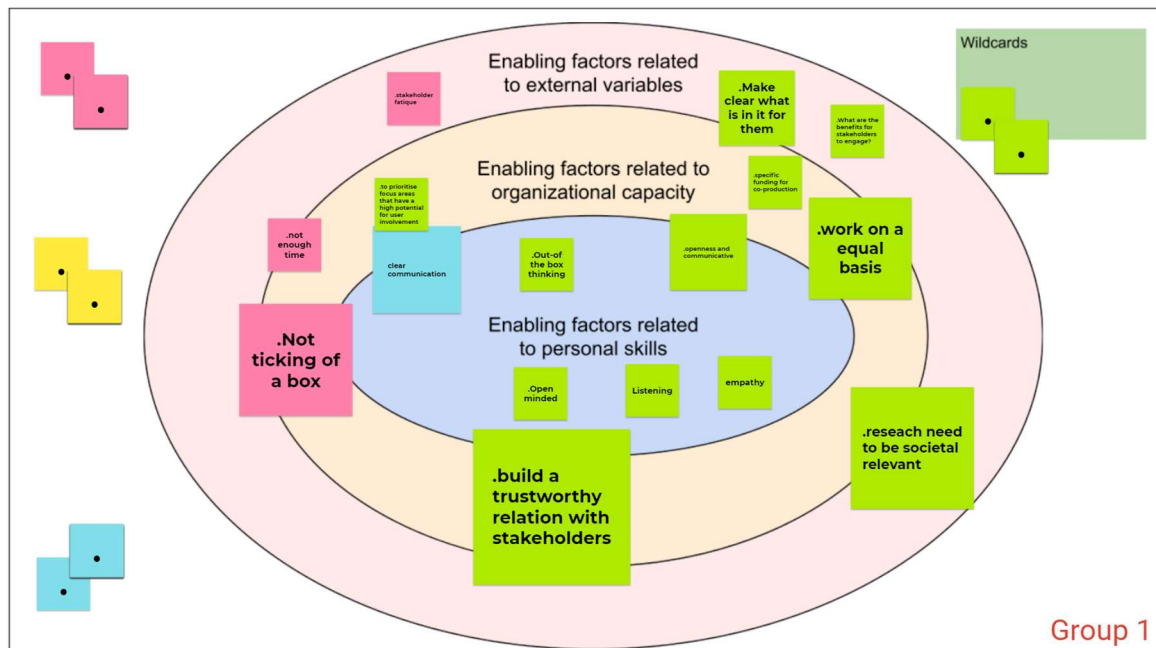 Wildcards
Enabling factors related
to external variables
.stakeholder
fatique
.Make
clear what
is in it for
them
.What are the
benefits for
stakeholders
to engage?
Enabling factors related to
organizational capacity
.specific
funding for
co-production
.to prioritise
focus areas
that have a
high potential
for user
involvement
.not
enough
time
clear
communication
.Out-of
the box
thinking
.openness and
communicative
.work on a
equal
basis
.Not
ticking of
a box
Enabling factors related
to personal skills
.Open
minded
Listening
empathy
.build a
trustworthy
relation with
stakeholders
.reseach need
to be societal
relevant
Group 1